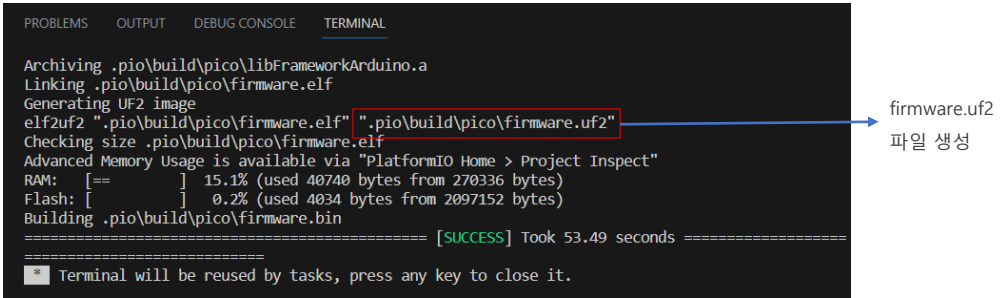 PROBLEMS OUTPUT DEBUG CONSOLE TERMINAL
Archiving .pio\build\pico\libFrameworkArduino.a
Linking .pio\build\pico\firmware.elf
Generating UF2 image
elf2uf2 ".pio\build\pico\firmware.elf" ".pio\build\pico\firmware.uf2"
Checking size .pio\build\pico\firmware.elf
Advanced Memory Usage is available via "PlatformIO Home > Project Inspect"
RAM:   [==        ]  15.1% (used 40740 bytes from 270336 bytes)
Flash: [          ]   0.2% (used 4034 bytes from 2097152 bytes)
Building .pio\build\pico\firmware.bin
=============================================== [SUCCESS] Took 53.49 seconds ===================
============================
* Terminal will be reused by tasks, press any key to close it.
firmware.uf2
파일 생성